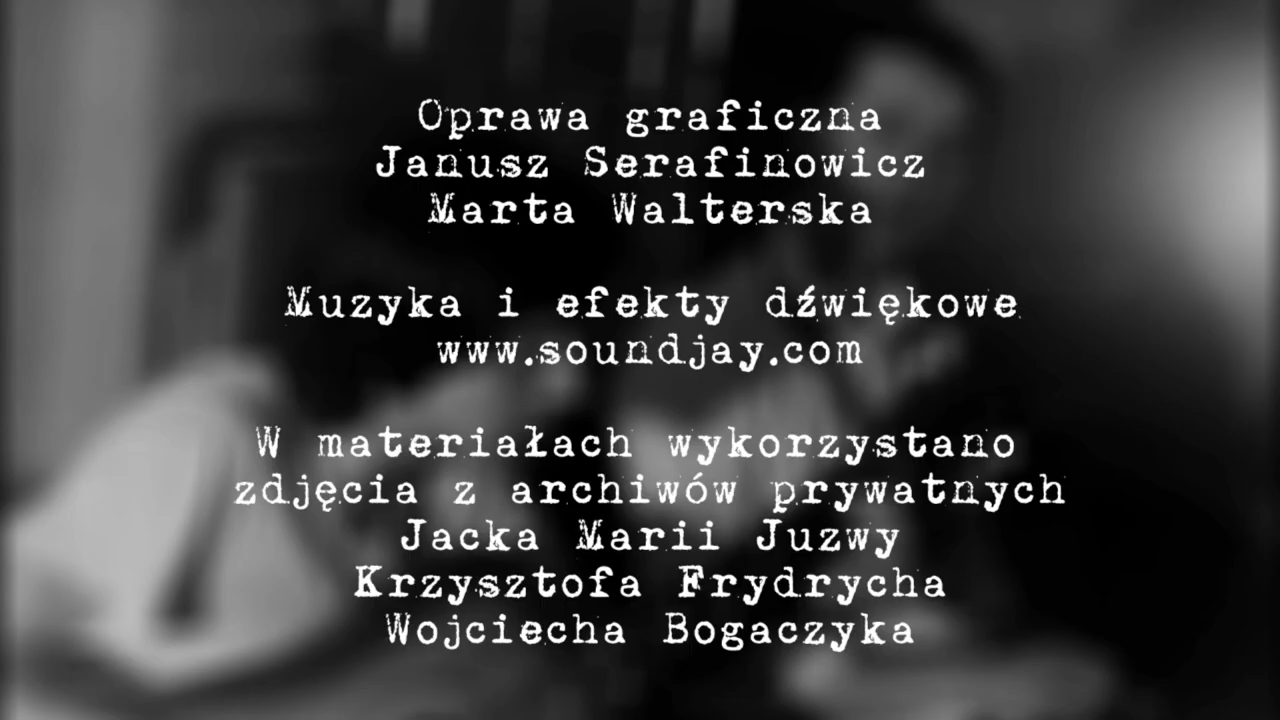 Oprawa graficzna
Janusz Serafinowicz
Marta Walterska
Muzyka i efekty dźwiękowe
www.soundjay.com
W materiałach wykorzystano
zdjęcia z archiwów prywatnych
Jacka Marii Juzwy
Krzysztofa Frydrycha
Wojciecha Bogaczyka